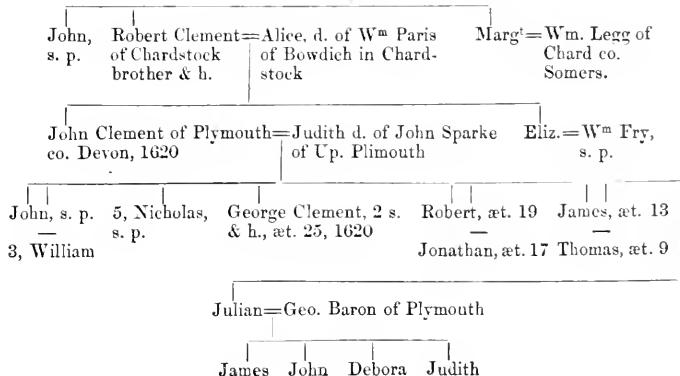 John, Robert Clement=Alice, d. of Wᵐ Paris Margᵗ=Wm. Legg of
s. p. of Chardstock of Bowdich in Chard- Chard co.
brother & h. stock Somers.
John Clement of Plymouth=Judith d. of John Sparke Eliz.=Wᵐ Fry,
co. Devon, 1620 of Up. Plimouth s. p.
John, s. p. 5, Nicholas, George Clement, 2 s. Robert, æt. 19 James, æt. 13
— s. p. & h., æt. 25, 1620 — —
3, William Jonathan, æt. 17 Thomas, æt. 9
Julian=Geo. Baron of Plymouth
James John Debora Judith